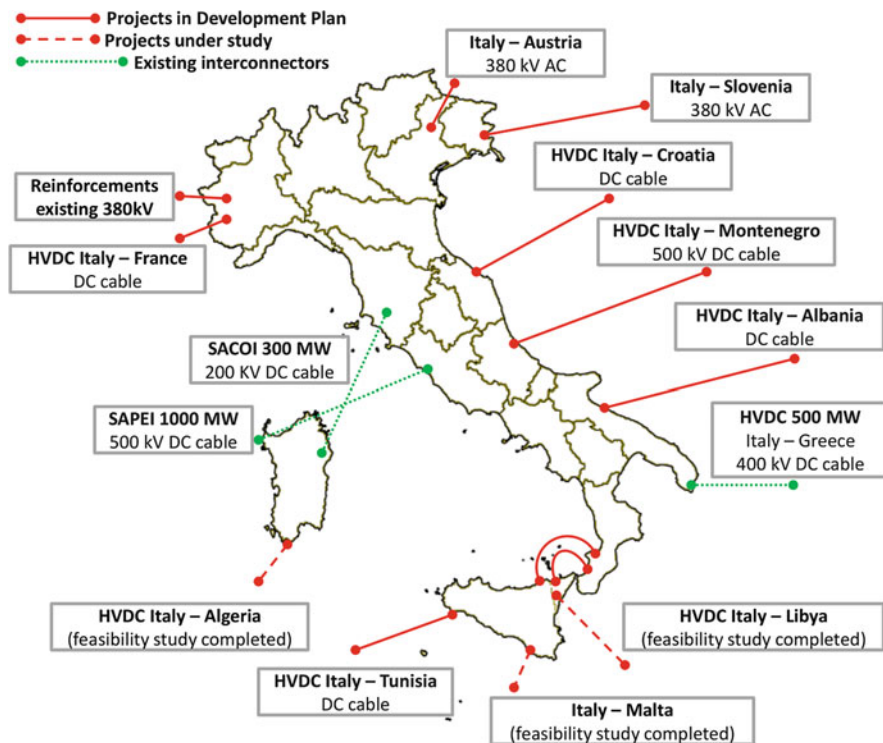 Projects in Development Plan
Projects under study
Existing interconnectors
Italy – Austria
380 kV AC
Italy – Slovenia
380 kV AC
HVDC Italy – Croatia
DC cable
Reinforcements
existing 380kV
HVDC Italy – Montenegro
500 kV DC cable
HVDC Italy – France
DC cable
HVDC Italy – Albania
DC cable
SACOI 300 MW
200 KV DC cable
SAPEI 1000 MW
500 kV DC cable
HVDC 500 MW
Italy – Greece
400 kV DC cable
HVDC Italy – Algeria
(feasibility study completed)
HVDC Italy – Libya
(feasibility study completed)
HVDC Italy – Tunisia
DC cable
Italy – Malta
(feasibility study completed)